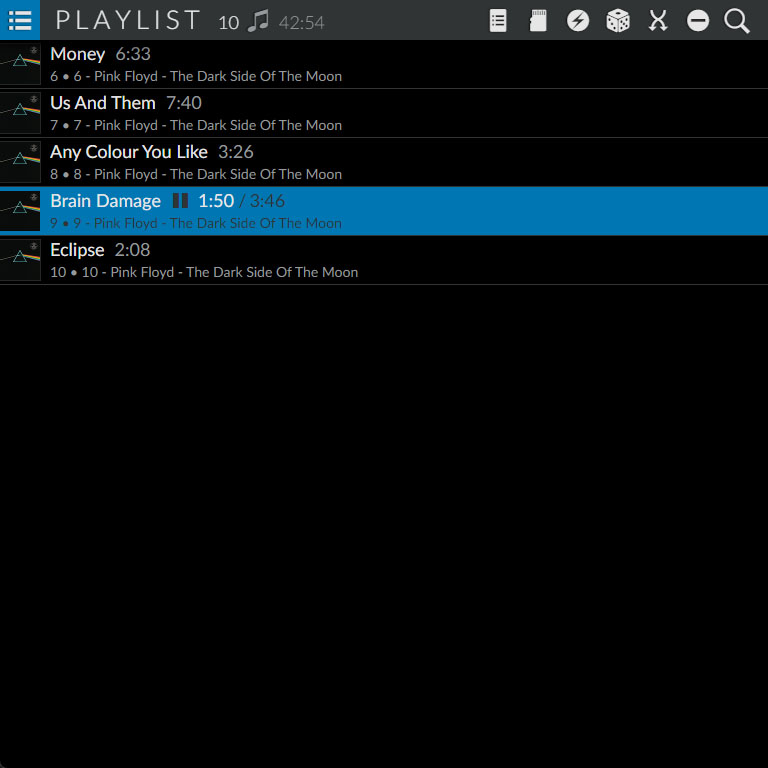 PLAYLIST 10 42:54
Money 6:33
6 • 6 - Pink Floyd - The Dark Side Of The Moon
Us And Them 7:40
7 • 7 - Pink Floyd - The Dark Side Of The Moon
Any Colour You Like 3:26
8 • 8 - Pink Floyd - The Dark Side Of The Moon
Brain Damage 1:50 / 3:46
9 • 9 - Pink Floyd - The Dark Side Of The Moon
Eclipse 2:08
10 • 10 - Pink Floyd - The Dark Side Of The Moon